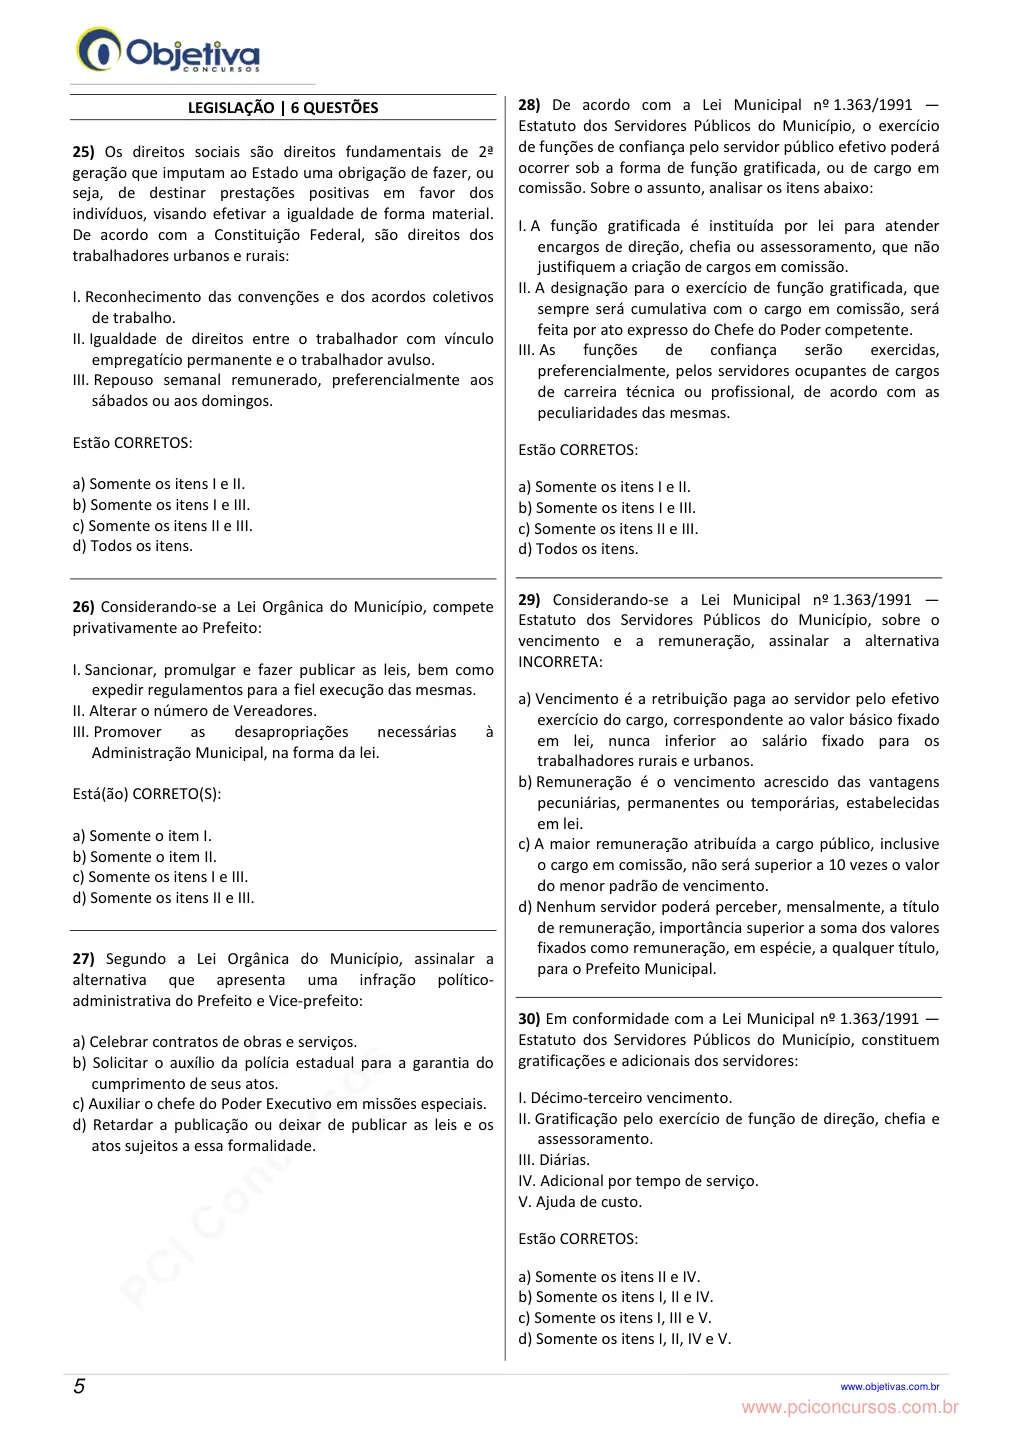 Objetiva
CONCURSOS
LEGISLAÇÃO | 6 QUESTÕES
25) Os direitos sociais são direitos fundamentais de 2ª
geração que imputam ao Estado uma obrigação de fazer, ou
seja, de destinar prestações positivas em favor dos
indivíduos, visando efetivar a igualdade de forma material.
De acordo com a Constituição Federal, são direitos dos
trabalhadores urbanos e rurais:
I. Reconhecimento das convenções e dos acordos coletivos
de trabalho.
II. Igualdade de direitos entre o trabalhador com vínculo
empregatício permanente e o trabalhador avulso.
III. Repouso semanal remunerado, preferencialmente aos
sábados ou aos domingos.
Estão CORRETOS:
a) Somente os itens I e II.
b) Somente os itens I e III.
c) Somente os itens II e III.
d) Todos os itens.
26) Considerando-se a Lei Orgânica do Município, compete
privativamente ao Prefeito:
I. Sancionar, promulgar e fazer publicar as leis, bem como
expedir regulamentos para a fiel execução das mesmas.
II. Alterar o número de Vereadores.
III. Promover as desapropriações necessárias à
Administração Municipal, na forma da lei.
Está(ão) CORRETO(S):
a) Somente o item I.
b) Somente o item II.
c) Somente os itens I e III.
d) Somente os itens II e III.
27) Segundo a Lei Orgânica do Município, assinalar a
alternativa que apresenta uma infração político-
administrativa do Prefeito e Vice-prefeito:
a) Celebrar contratos de obras e serviços.
b) Solicitar o auxílio da polícia estadual para a garantia do
cumprimento de seus atos.
c) Auxiliar o chefe do Poder Executivo em missões especiais.
d) Retardar a publicação ou deixar de publicar as leis e os
atos sujeitos a essa formalidade.
28) De acordo com a Lei Municipal nº 1.363/1991 —
Estatuto dos Servidores Públicos do Município, o exercício
de funções de confiança pelo servidor público efetivo poderá
ocorrer sob a forma de função gratificada, ou de cargo em
comissão. Sobre o assunto, analisar os itens abaixo:
I. A função gratificada é instituída por lei para atender
encargos de direção, chefia ou assessoramento, que não
justifiquem a criação de cargos em comissão.
II. A designação para o exercício de função gratificada, que
sempre será cumulativa com o cargo em comissão, será
feita por ato expresso do Chefe do Poder competente.
III. As funções de confiança serão exercidas,
preferencialmente, pelos servidores ocupantes de cargos
de carreira técnica ou profissional, de acordo com as
peculiaridades das mesmas.
Estão CORRETOS:
a) Somente os itens I e II.
b) Somente os itens I e III.
c) Somente os itens II e III.
d) Todos os itens.
29) Considerando-se a Lei Municipal nº 1.363/1991 —
Estatuto dos Servidores Públicos do Município, sobre o
vencimento e a remuneração, assinalar a alternativa
INCORRETA:
a) Vencimento é a retribuição paga ao servidor pelo efetivo
exercício do cargo, correspondente ao valor básico fixado
em lei, nunca inferior ao salário fixado para os
trabalhadores rurais e urbanos.
b) Remuneração é o vencimento acrescido das vantagens
pecuniárias, permanentes ou temporárias, estabelecidas
em lei.
c) A maior remuneração atribuída a cargo público, inclusive
o cargo em comissão, não será superior a 10 vezes o valor
do menor padrão de vencimento.
d) Nenhum servidor poderá perceber, mensalmente, a título
de remuneração, importância superior a soma dos valores
fixados como remuneração, em espécie, a qualquer título,
para o Prefeito Municipal.
30) Em conformidade com a Lei Municipal nº 1.363/1991 —
Estatuto dos Servidores Públicos do Município, constituem
gratificações e adicionais dos servidores:
I. Décimo-terceiro vencimento.
II. Gratificação pelo exercício de função de direção, chefia e
assessoramento.
III. Diárias.
IV. Adicional por tempo de serviço.
V. Ajuda de custo.
Estão CORRETOS:
a) Somente os itens II e IV.
b) Somente os itens I, II e IV.
c) Somente os itens I, III e V.
d) Somente os itens I, II, IV e V.
PCI Concursos
5
www.objetivas.com.br
www.pciconcursos.com.br